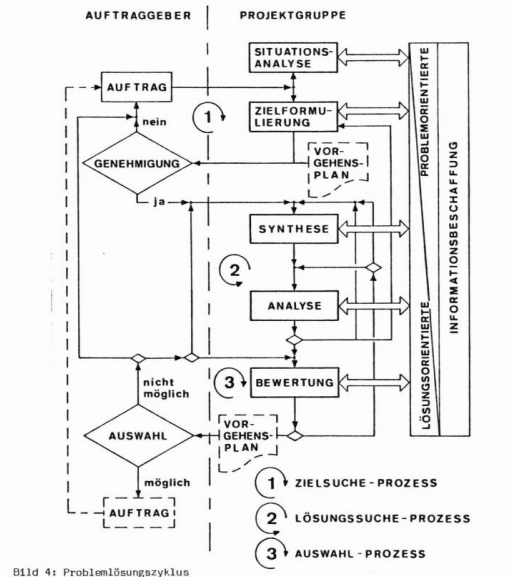 AUFTRAGGEBER
PROJEKTGRUPPE
SITUATIONS-
ANALYSE
AUFTRAG
nein
1
ZIELFORMU-
LIERUNG
GENEHMIGUNG
VOR-
GEHENS-
PLAN
ja
SYNTHESE
2
ANALYSE
3
BEWERTUNG
nicht
möglich
AUSWAHL
VOR-
GEHENS-
PLAN
möglich
AUFTRAG
PROBLEMORIENTIERTE
LÖSUNGSORIENTIERTE
INFORMATIONSBESCHAFFUNG
1 ZIELSUCHE-PROZESS
2 LÖSUNGSSUCHE-PROZESS
3 AUSWAHL-PROZESS
Bild 4: Problemlösungszyklus